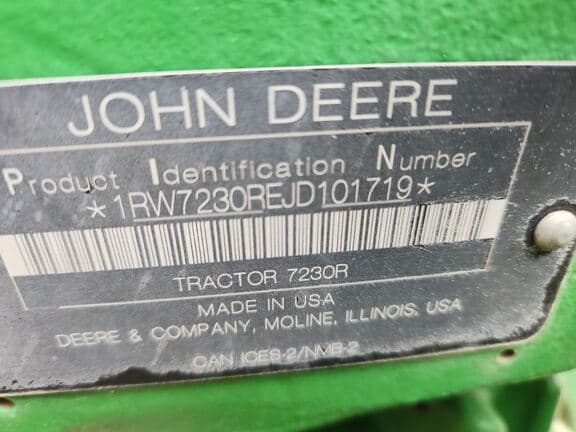 JOHN DEERE
Product Identification Number
*1RW7230REJD101719*
TRACTOR 7230R
MADE IN USA
DEERE & COMPANY, MOLINE, ILLINOIS, USA
CAN ICES-2/NMB-2